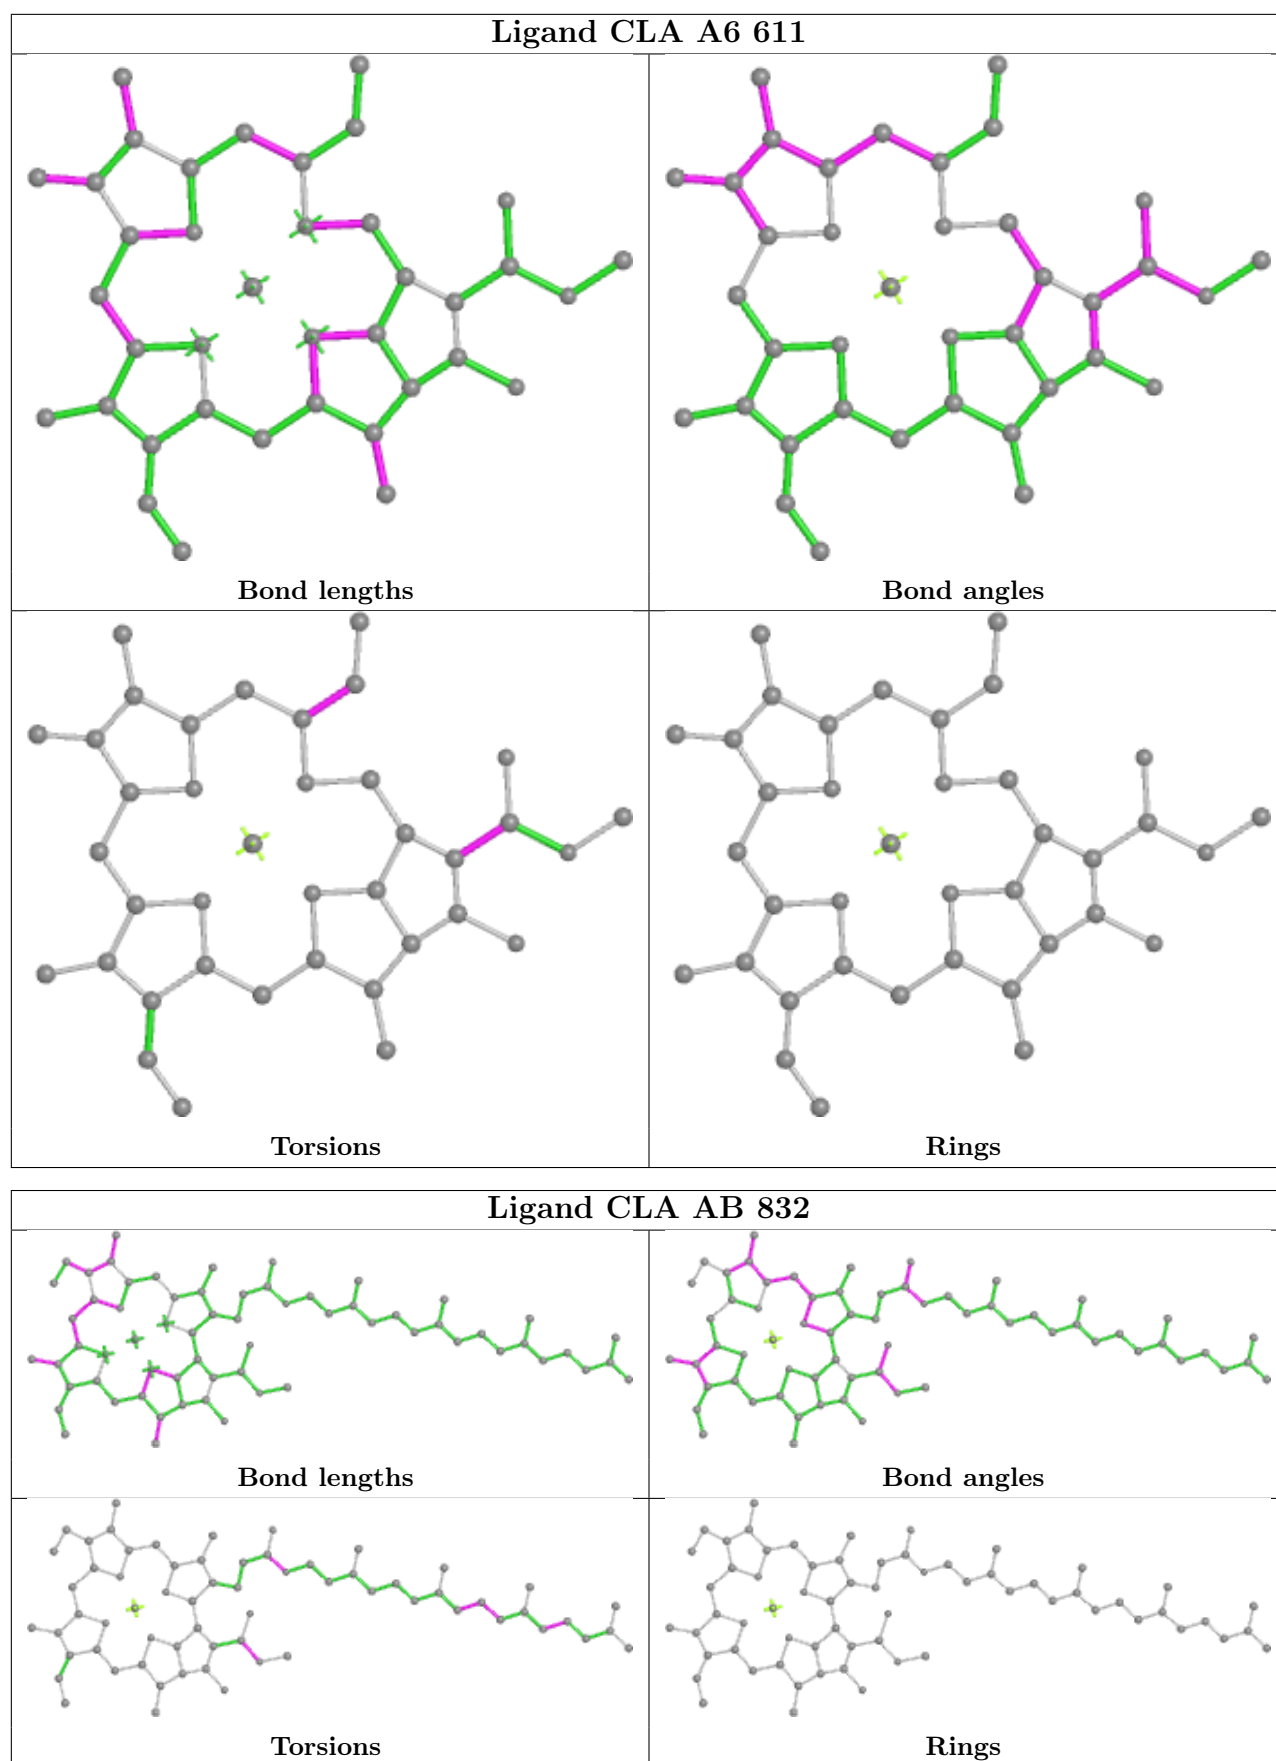 Ligand CLA A6 611
Bond lengths
Bond angles
Torsions
Rings
Ligand CLA AB 832
Bond lengths
Bond angles
Torsions
Rings